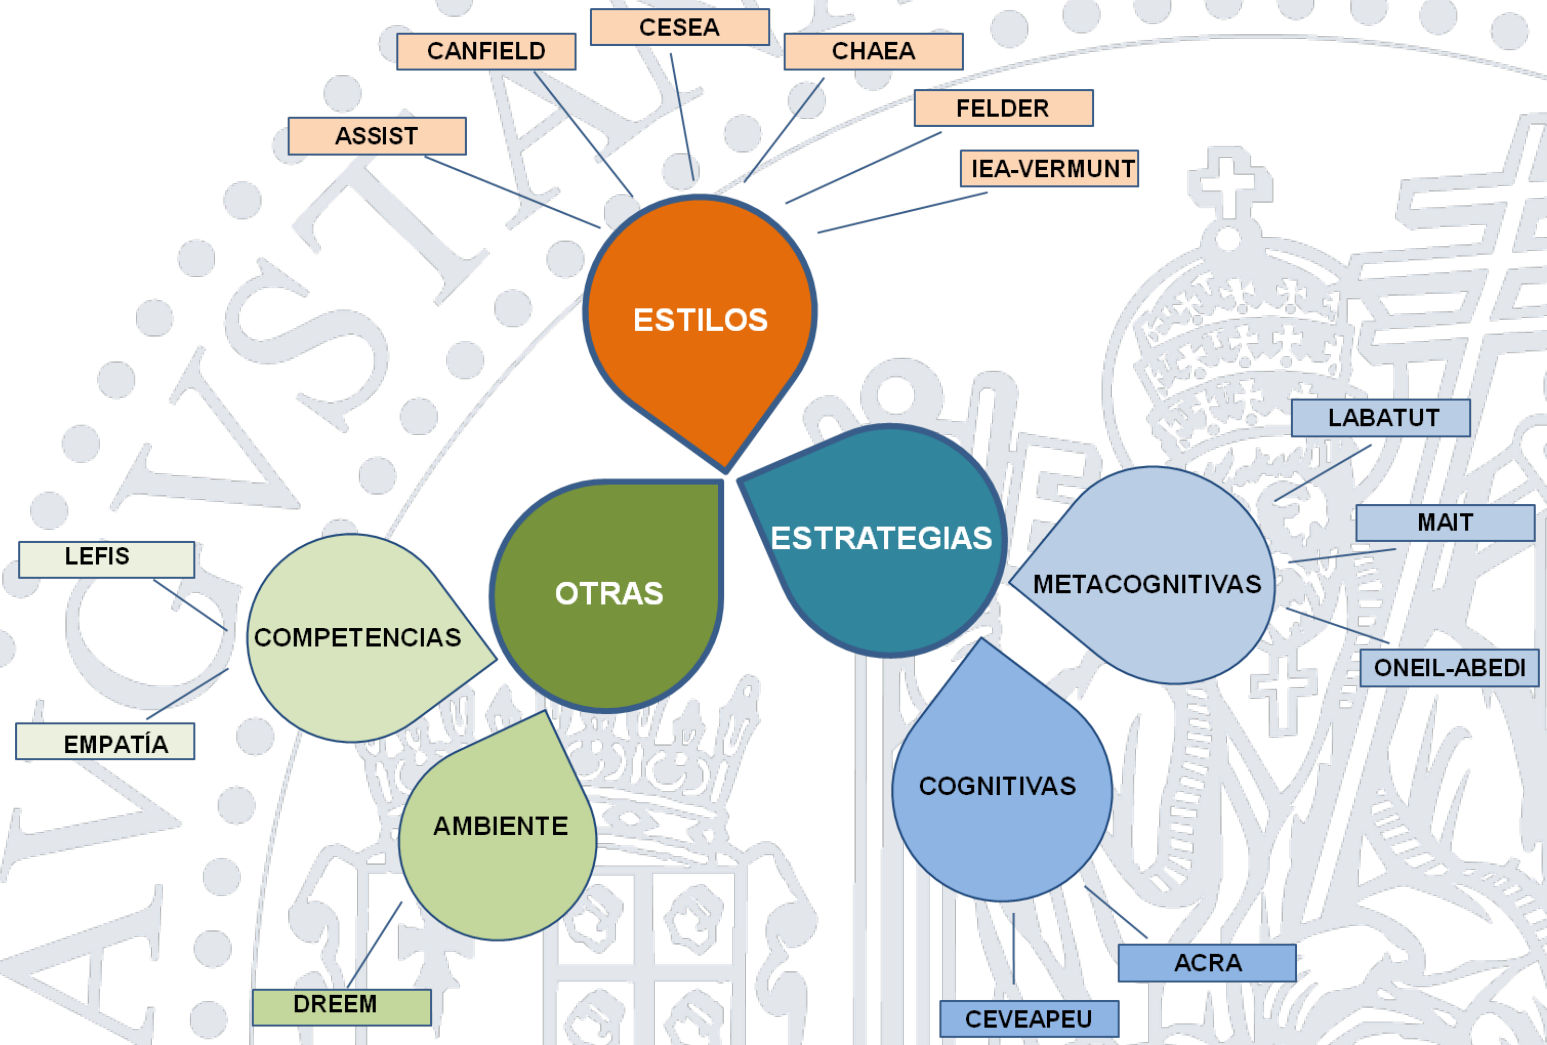 CESEA
CANFIELD
CHAEA
FELDER
ASSIST
IEA-VERMUNT
ESTILOS
LABATUT
MAIT
ESTRATEGIAS
METACOGNITIVAS
OTRAS
LEFIS
COMPETENCIAS
ONEIL-ABEDI
EMPATÍA
COGNITIVAS
AMBIENTE
ACRA
DREEM
CEVEAPEU